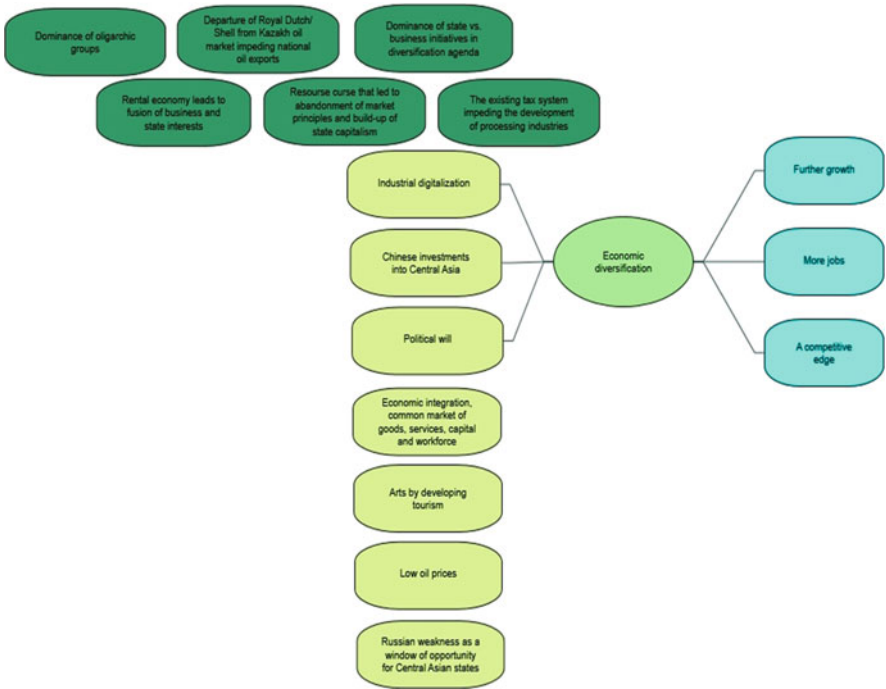 Dominance of oligarchic
groups
Departure of Royal Dutch/
Shell from Kazakh oil
market impeding national
oil exports
Dominance of state vs.
business initiatives in
diversification agenda
Rental economy leads to
fusion of business and
state interests
Resourse curse that led to
abandonment of market
principles and build-up of
state capitalism
The existing tax system
impeding the development
of processing industries
Industrial digitalization
Chinese investments
into Central Asia
Political will
Economic integration,
common market of
goods, services, capital
and workforce
Arts by developing
tourism
Low oil prices
Russian weakness as a
window of opportunity
for Central Asian states
Economic
diversification
Further growth
More jobs
A competitive
edge